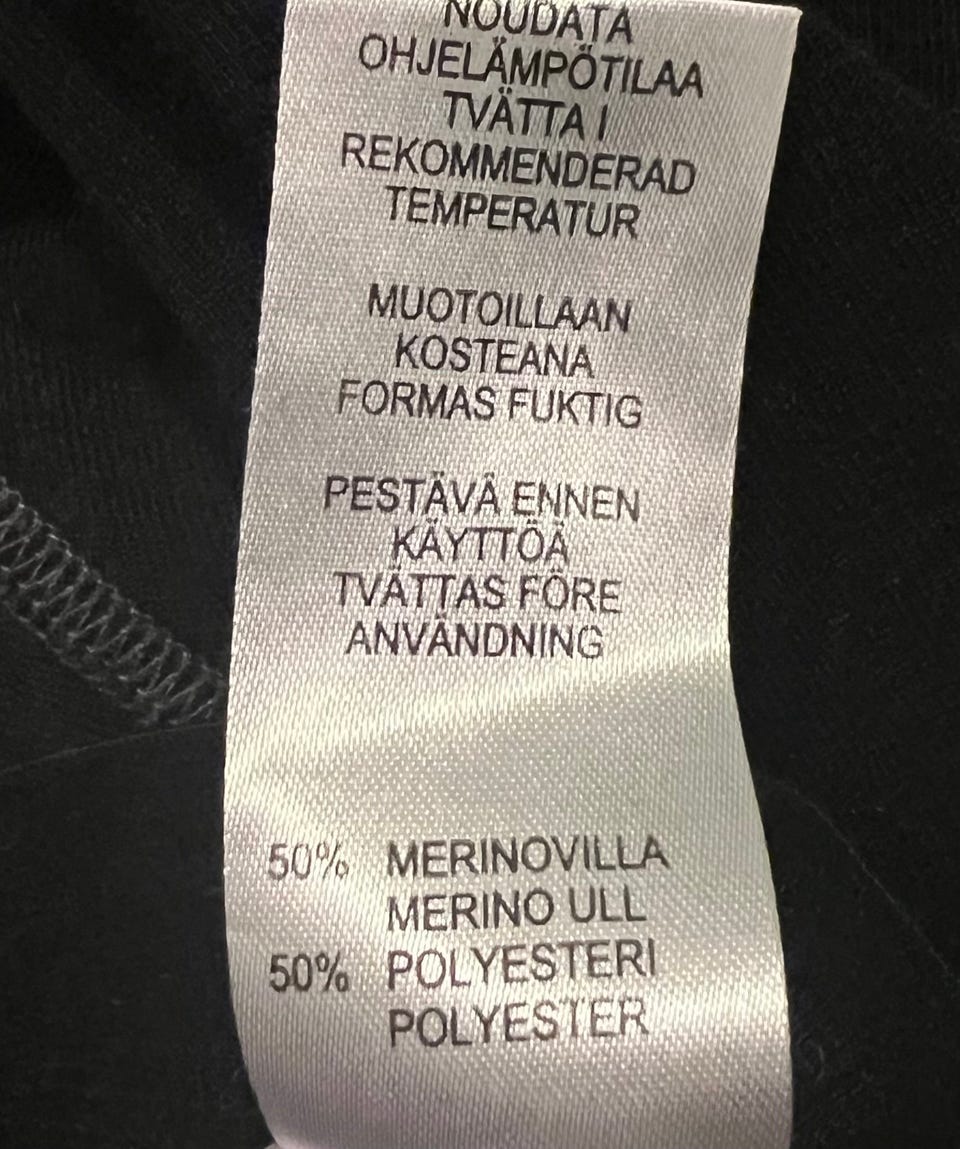 NOUDATA
OHJELÄMPÖTILAA
TVÄTTA I
REKOMMENDERAD
TEMPERATUR
MUOTOILLAAN
KOSTEANA
FORMAS FUKTIG
PESTÄVÄ ENNEN
KÄYTTÖÄ
TVÄTTAS FÖRE
ANVÄNDNING
50% MERINOVILLA
MERINO ULL
50% POLYESTERI
POLYESTER